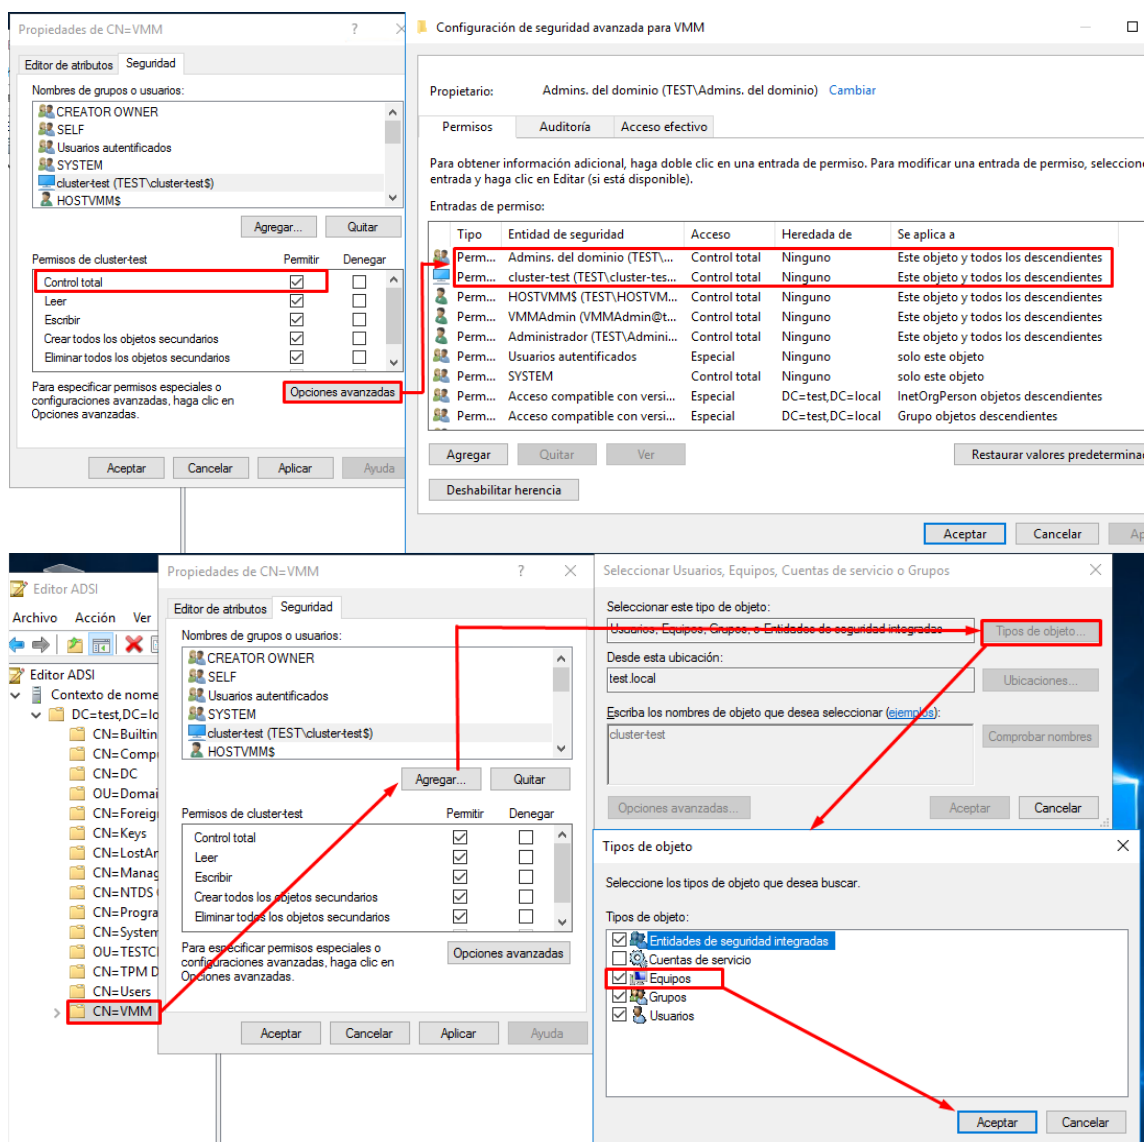 Propiedades de CN=VMM
?
Editor de atributos Seguridad
Nombres de grupos o usuarios:
CREATOR OWNER
SELF
Usuarios autentificados
SYSTEM
cluster-test (TEST\cluster-test$)
HOSTVMM$
Agregar... Quitar
Permisos de cluster-test Permitir Denegar
Control total
Leer
Escribir
Crear todos los objetos secundarios
Eliminar todos los objetos secundarios
Para especificar permisos especiales o
configuraciones avanzadas, haga clic en
Opciones avanzadas.
Opciones avanzadas
Aceptar Cancelar Aplicar Ayuda
Configuración de seguridad avanzada para VMM
Propietario: Admins. del dominio (TEST\Admins. del dominio) Cambiar
Permisos Auditoría Acceso efectivo
Para obtener información adicional, haga doble clic en una entrada de permiso. Para modificar una entrada de permiso, seleccione
entrada y haga clic en Editar (si está disponible).
Entradas de permiso:
Tipo Entidad de seguridad Acceso Heredada de Se aplica a
Perm... Admins. del dominio (TEST\... Control total Ninguno Este objeto y todos los descendientes
Perm... cluster-test (TEST\cluster-tes... Control total Ninguno Este objeto y todos los descendientes
Perm... HOSTVMM$ (TEST\HOSTVM... Control total Ninguno Este objeto y todos los descendientes
Perm... VMMAdmin (VMMAdmin@t... Control total Ninguno Este objeto y todos los descendientes
Perm... Administrador (TEST\Admini... Control total Ninguno Este objeto y todos los descendientes
Perm... Usuarios autentificados Especial Ninguno solo este objeto
Perm... SYSTEM Control total Ninguno solo este objeto
Perm... Acceso compatible con versi... Especial DC=test,DC=local InetOrgPerson objetos descendientes
Perm... Acceso compatible con versi... Especial DC=test,DC=local Grupo objetos descendientes
Agregar Quitar Ver Restaurar valores predeterminac
Deshabilitar herencia
Aceptar Cancelar Ap
Editor ADSI
Archivo Acción Ver
Editor ADSI
Contexto de nome
DC=test,DC=lo
CN=Builtin
CN=Comp
CN=DC
OU=Domai
CN=Foreig
CN=Keys
CN=LostAr
CN=Manag
CN=NTDS
CN=Progra
CN=System
OU=TESTCl
CN=TPM D
CN=Users
CN=VMM
Propiedades de CN=VMM
?
Editor de atributos Seguridad
Nombres de grupos o usuarios:
CREATOR OWNER
SELF
Usuarios autentificados
SYSTEM
cluster-test (TEST\cluster-test$)
HOSTVMM$
Agregar... Quitar
Permisos de cluster-test Permitir Denegar
Control total
Leer
Escribir
Crear todos los objetos secundarios
Eliminar todos los objetos secundarios
Para especificar permisos especiales o
configuraciones avanzadas, haga clic en
Opciones avanzadas.
Opciones avanzadas
Aceptar Cancelar Aplicar Ayuda
Seleccionar Usuarios, Equipos, Cuentas de servicio o Grupos
Seleccionar este tipo de objeto:
Usuarios, Equipos, Grupos, o Entidades de seguridad integradas Tipos de objeto...
Desde esta ubicación:
test.local Ubicaciones...
Escriba los nombres de objeto que desea seleccionar (ejemplos):
cluster-test Comprobar nombres
Opciones avanzadas... Aceptar Cancelar
Tipos de objeto
Seleccione los tipos de objeto que desea buscar.
Tipos de objeto:
Entidades de seguridad integradas
Cuentas de servicio
Equipos
Grupos
Usuarios
Aceptar Cancelar